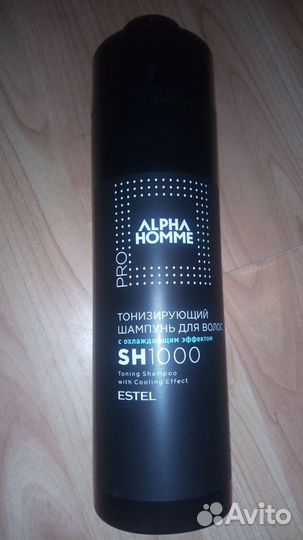 ALPHA
HOMME
PRO
ТОНИЗИРУЮЩИЙ
ШАМПУНЬ ДЛЯ ВОЛОС
с охлаждающим эффектом
SH1000
Toning Shampoo
with Cooling Effect
ESTEL
Avito